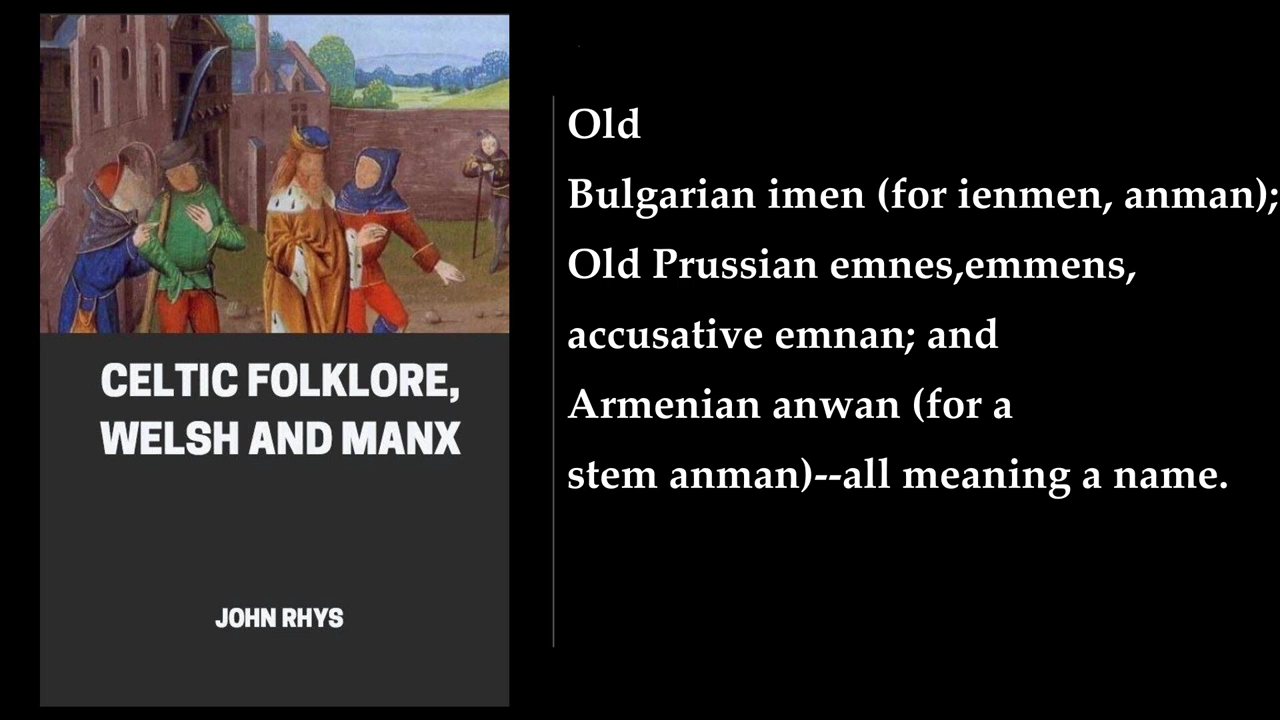 CELTIC FOLKLORE,
WELSH AND MANX
JOHN RHYS
Old
Bulgarian imen (for ienmen, anman);
Old Prussian emnes,emmens,
accusative emnan; and
Armenian anwan (for a
stem anman)--all meaning a name.